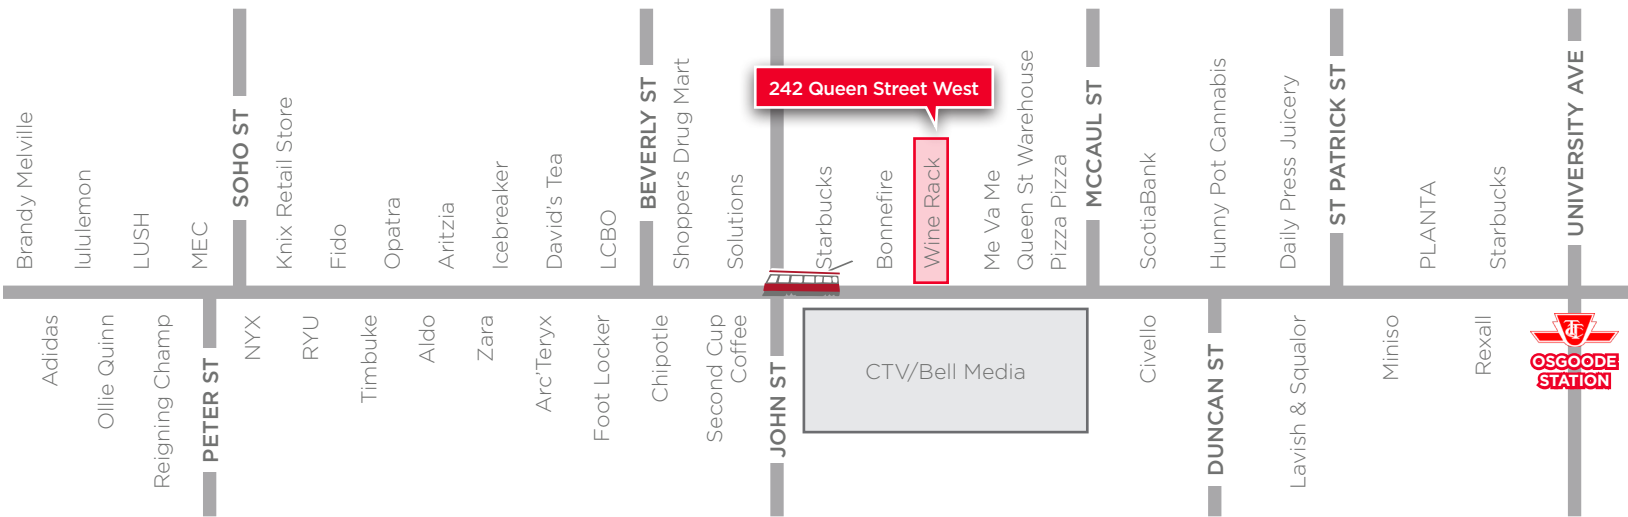 Brandy Melville
lululemon
LUSH
MEC
SOHO ST
Knix Retail Store
Fido
Opatra
Aritzia
Icebreaker
David's Tea
LCBO
BEVERLY ST
Shoppers Drug Mart
Solutions
242 Queen Street West
Starbucks
Bonnefire
Wine Rack
Me Va Me
Queen St Warehouse
Pizza Pizza
MCCAUL ST
ScotiaBank
Hunny Pot Cannabis
Daily Press Juicery
ST PATRICK ST
PLANTA
Starbucks
UNIVERSITY AVE
Adidas
Ollie Quinn
Reigning Champ
PETER ST
NYX
RYU
Timbuke
Aldo
Zara
Arc'Teryx
Foot Locker
Chipotle
Second Cup
Coffee
JOHN ST
CTV/Bell Media
Civello
DUNCAN ST
Lavish & Squalor
Miniso
Rexall
TTC
OSGOODE
STATION